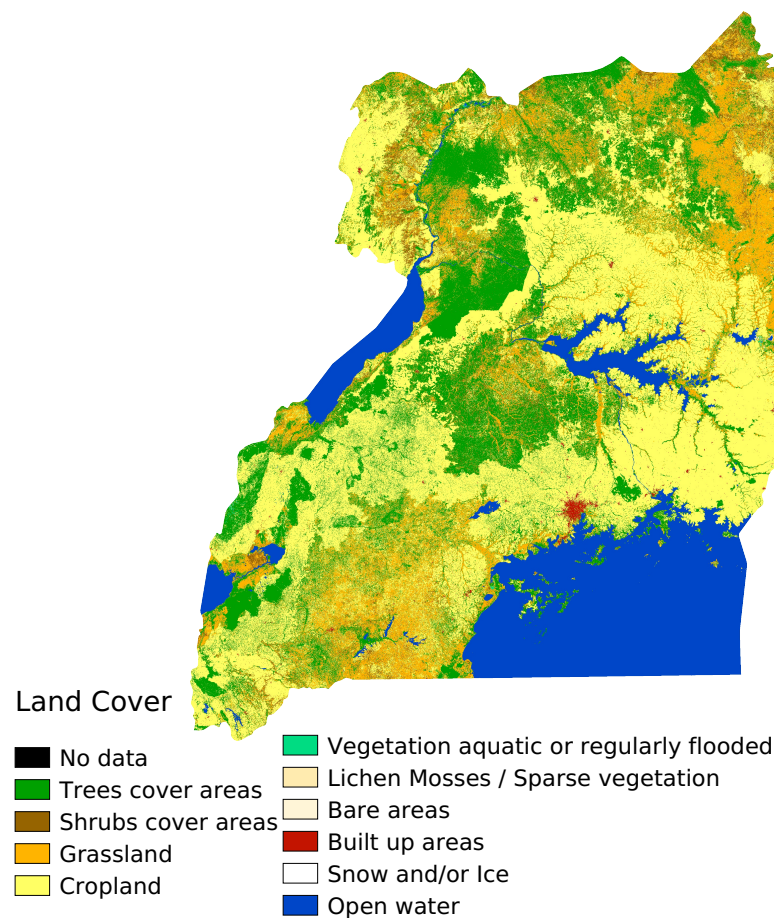 Land Cover
No data
Trees cover areas
Shrubs cover areas
Grassland
Cropland
Vegetation aquatic or regularly flooded
Lichen Mosses / Sparse vegetation
Bare areas
Built up areas
Snow and/or Ice
Open water